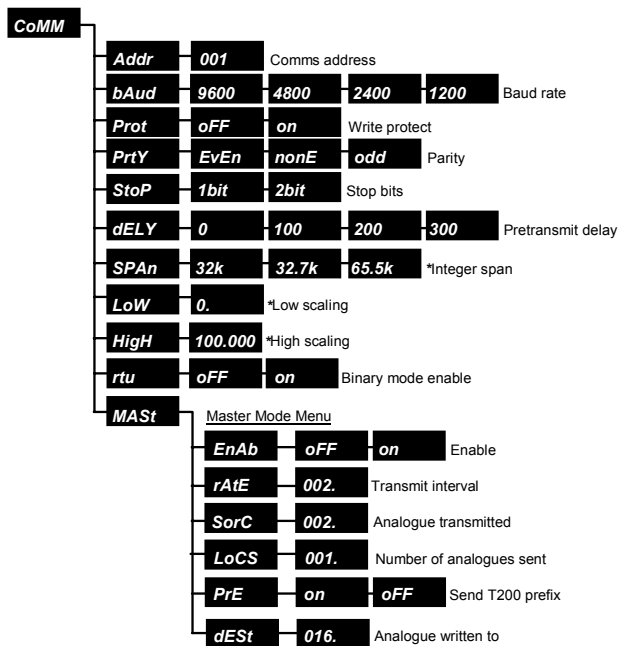 CoMM
Addr 001 Comms address
bAud 9600 4800 2400 1200 Baud rate
Prot oFF on Write protect
PrtY EvEn nonE odd Parity
StoP 1bit 2bit Stop bits
dELY 0 100 200 300 Pretransmit delay
SPAn 32k 32.7k 65.5k *Integer span
LoW 0. *Low scaling
HigH 100.000 *High scaling
rtu oFF on Binary mode enable
MASt Master Mode Menu
EnAb oFF on Enable
rAtE 002. Transmit interval
SorC 002. Analogue transmitted
LoCS 001. Number of analogues sent
PrE on oFF Send T200 prefix
dESt 016. Analogue written to